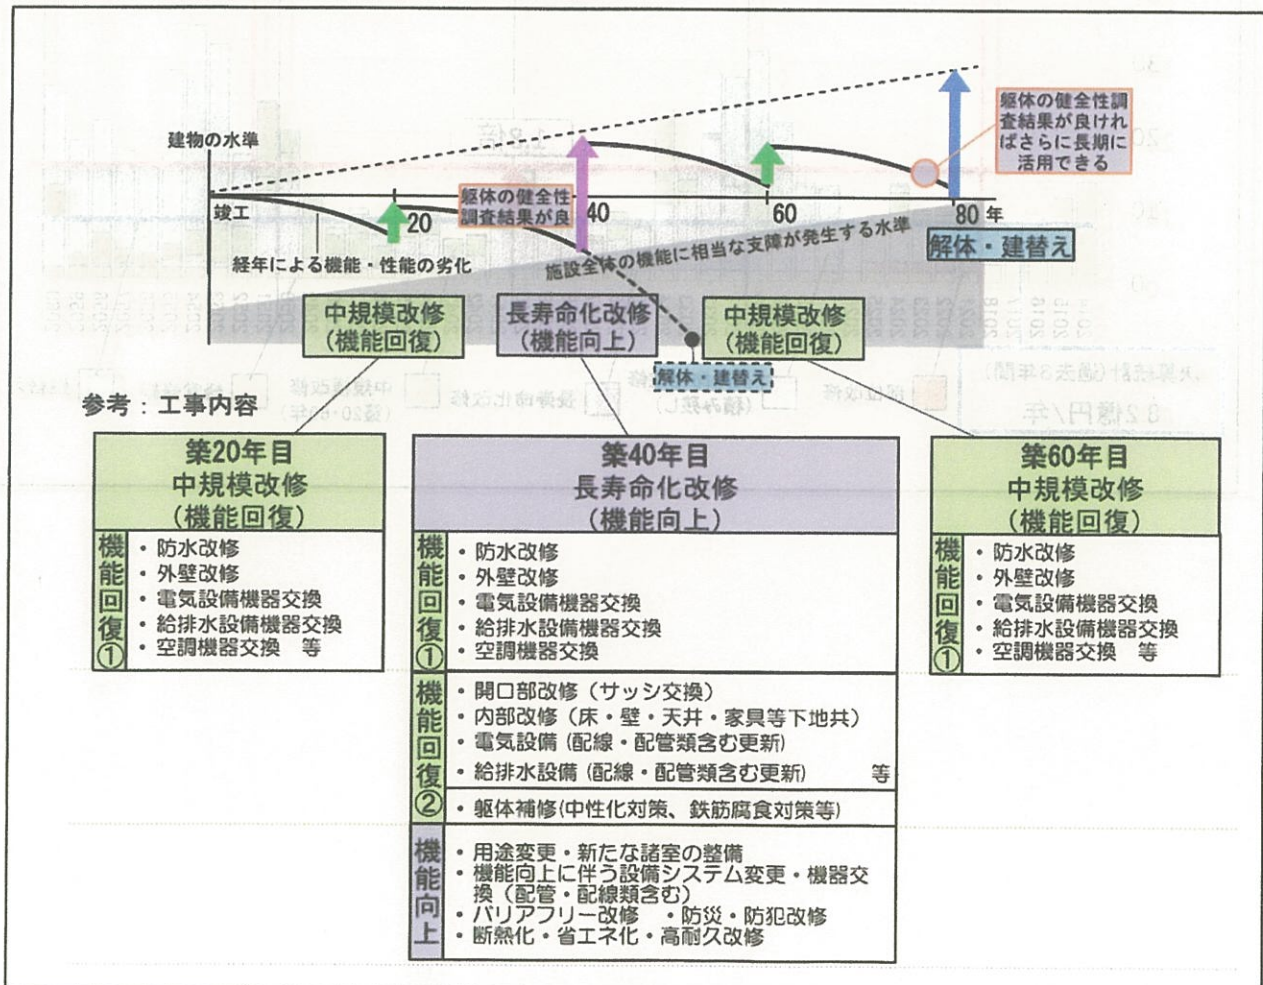 建物の水準
躯体の健全性調
査結果が良けれ
ばさらに長期に
活用できる
竣工
20
躯体の健全性
調査結果が良
40
60
80 年
経年による機能・性能の劣化
施設全体の機能に相当な支障が発生する水準
解体・建替え
中規模改修
(機能回復)
長寿命化改修
(機能向上)
中規模改修
(機能回復)
解体・建替え
参考:工事内容
築20年目
中規模改修
(機能回復)
機能回復①
・防水改修
・外壁改修
・電気設備機器交換
・給排水設備機器交換
・空調機器交換 等
築40年目
長寿命化改修
(機能向上)
機能回復①
・防水改修
・外壁改修
・電気設備機器交換
・給排水設備機器交換
・空調機器交換
機能回復②
・開口部改修(サッシ交換)
・内部改修(床・壁・天井・家具等下地共)
・電気設備(配線・配管類含む更新)
・給排水設備(配線・配管類含む更新) 等
・躯体補修(中性化対策、鉄筋腐食対策等)
機能向上
・用途変更・新たな諸室の整備
・機能向上に伴う設備システム変更・機器交
換(配管・配線類含む)
・バリアフリー改修 ・防災・防犯改修
・断熱化・省エネ化・高耐久改修
築60年目
中規模改修
(機能回復)
機能回復①
・防水改修
・外壁改修
・電気設備機器交換
・給排水設備機器交換
・空調機器交換 等